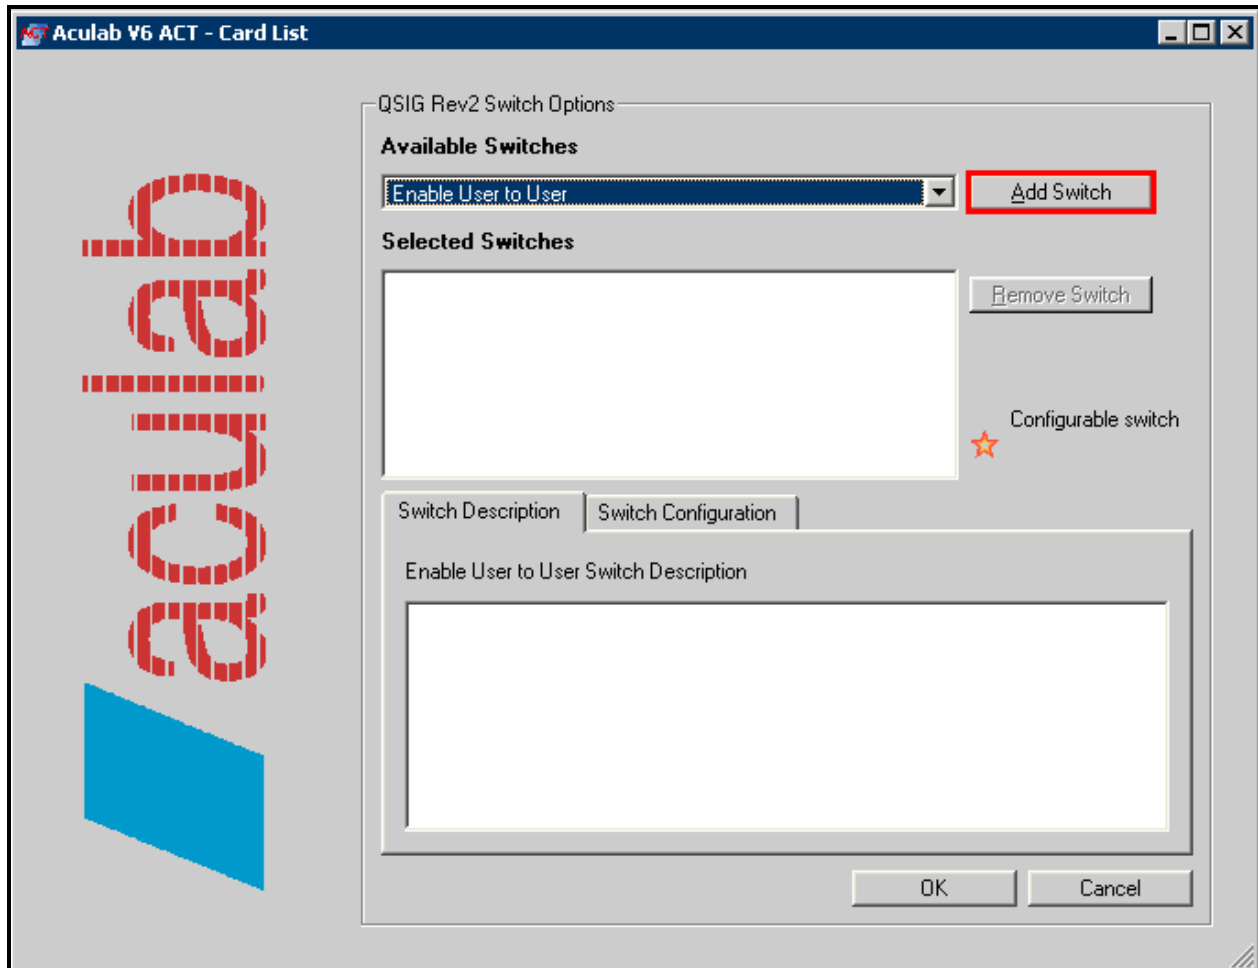 Aculab V6 ACT - Card List
QSIG Rev2 Switch Options
Available Switches
Enable User to User
Add Switch
Selected Switches
Remove Switch
Configurable switch
Switch Description
Switch Configuration
Enable User to User Switch Description
OK
Cancel
aculab